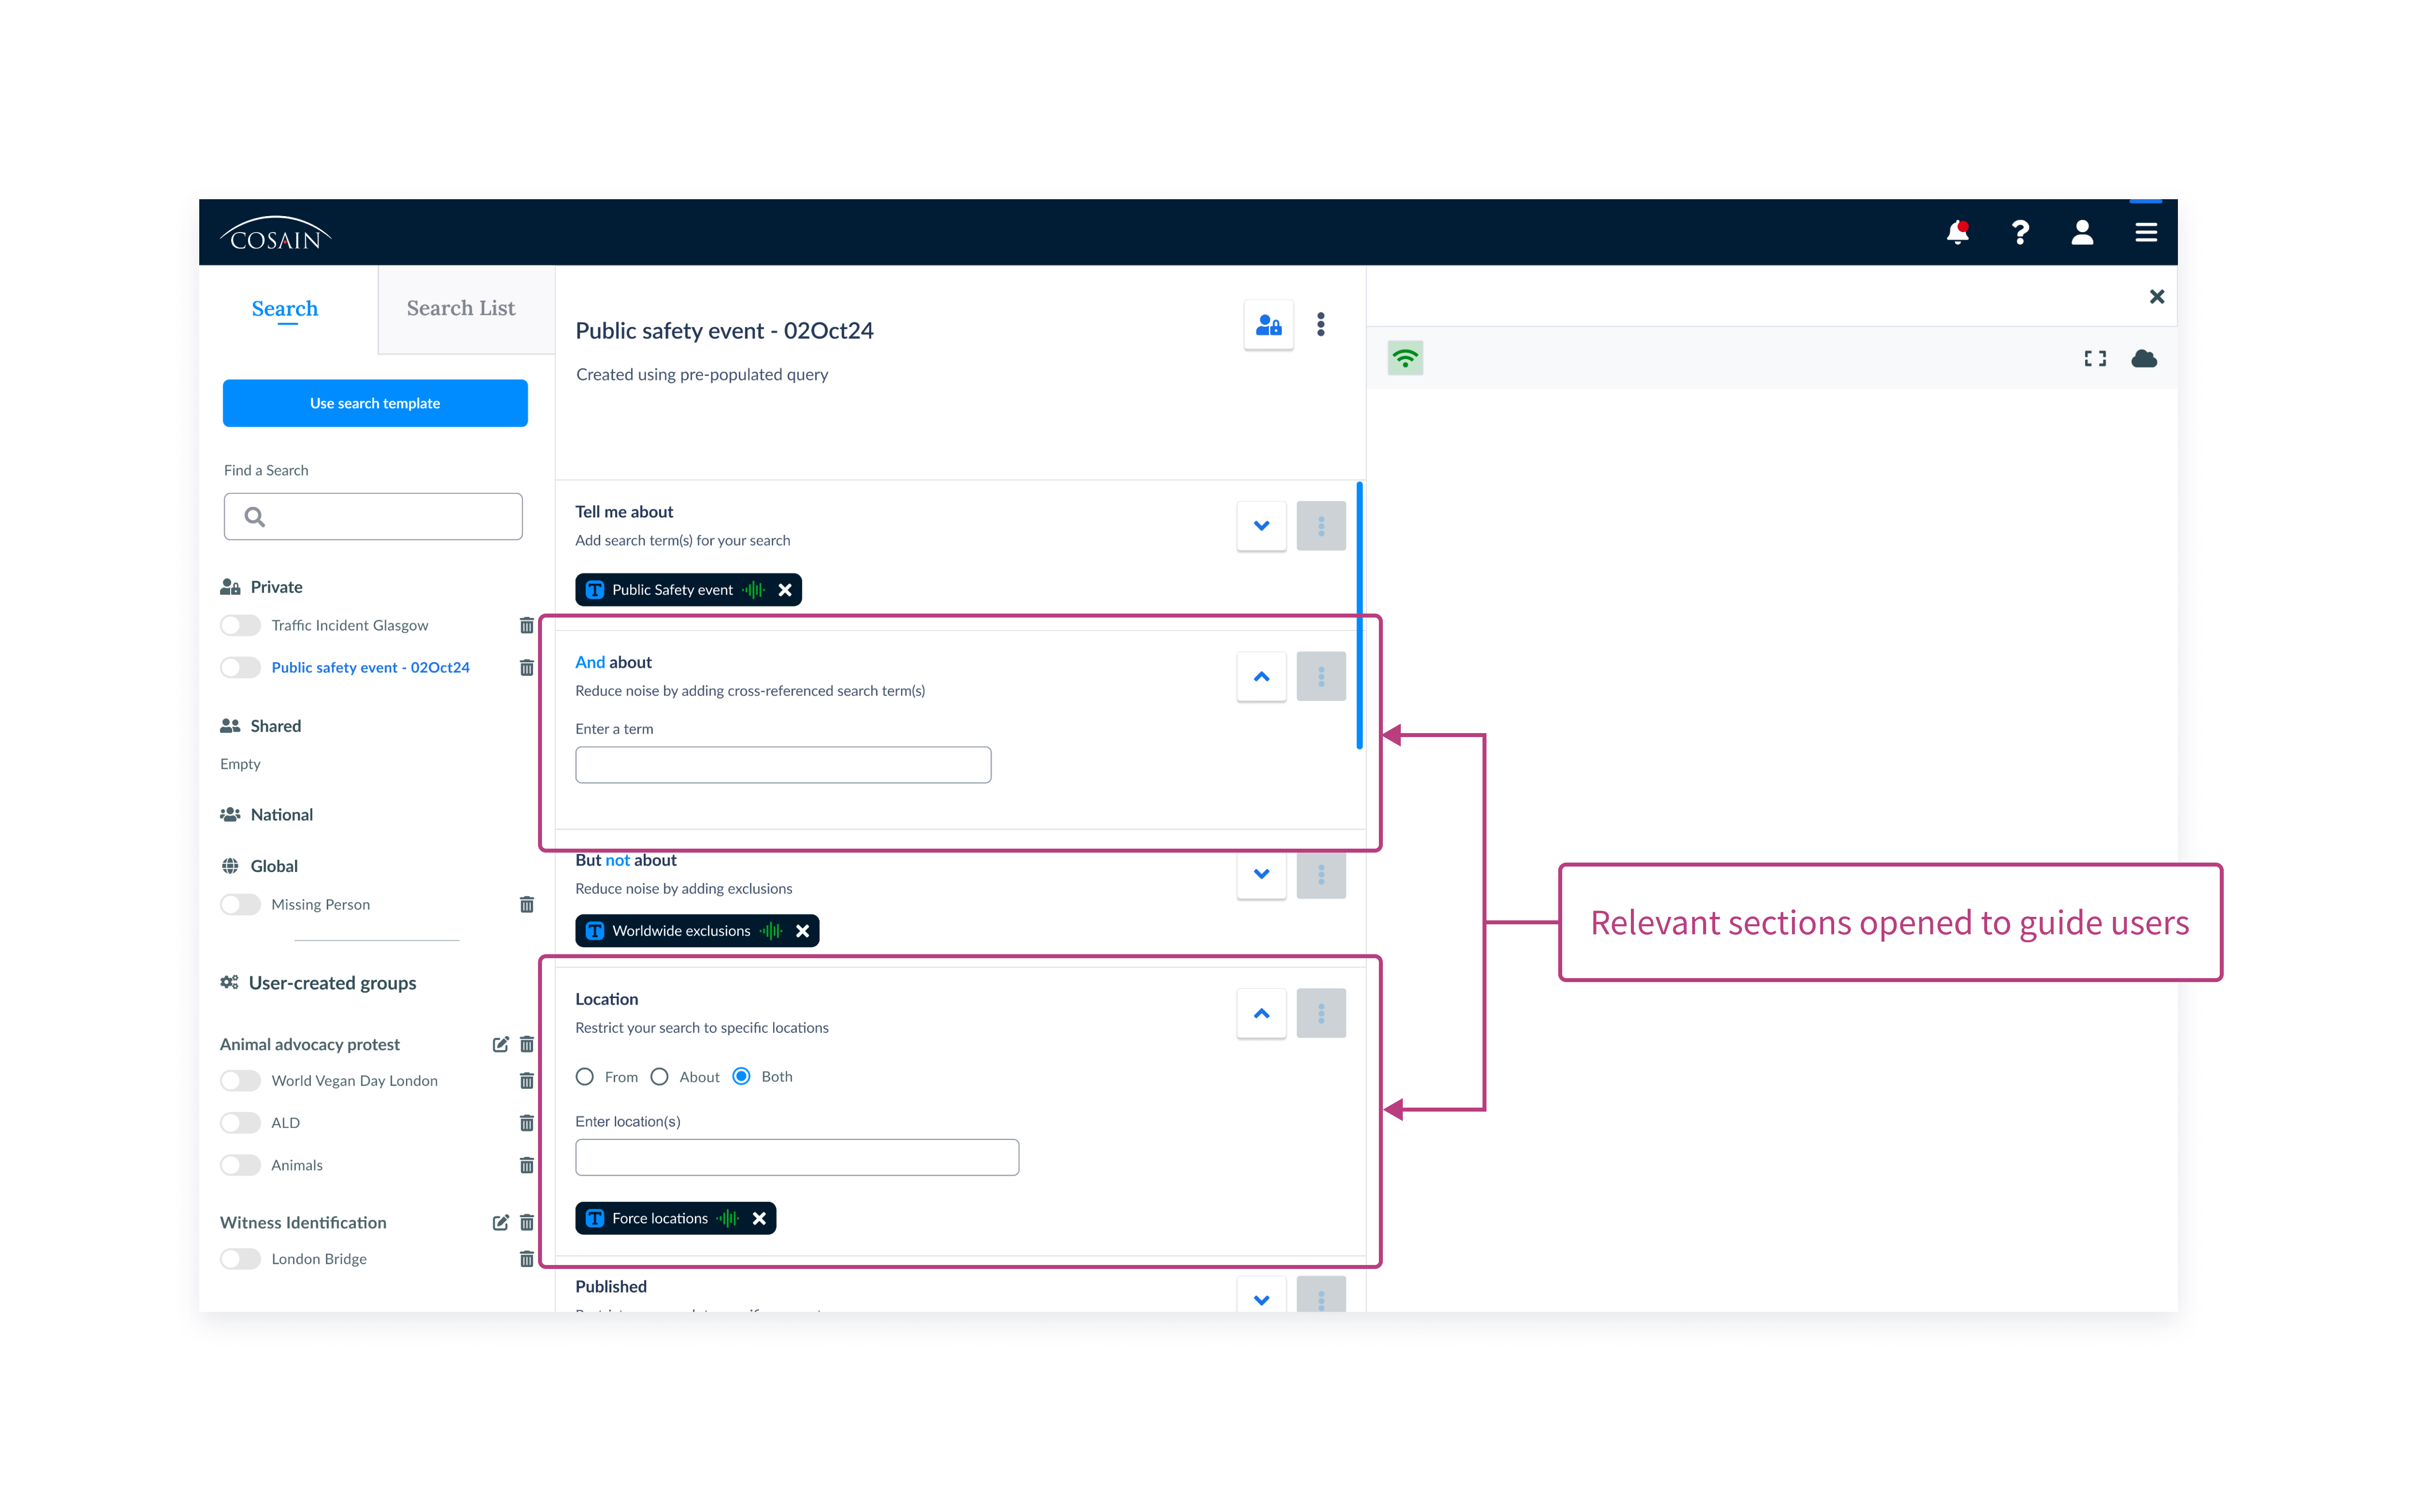 COSAIN
Search
Search List
Use search template
Find a Search
Private
Traffic Incident Glasgow
Public safety event - 02Oct24
Shared
Empty
National
Global
Missing Person
User-created groups
Animal advocacy protest
World Vegan Day London
ALD
Animals
Witness Identification
London Bridge
Public safety event - 02Oct24
Created using pre-populated query
Tell me about
Add search term(s) for your search
T Public Safety event
And about
Reduce noise by adding cross-referenced search term(s)
Enter a term
But not about
Reduce noise by adding exclusions
T Worldwide exclusions
Location
Restrict your search to specific locations
From About Both
Enter location(s)
T Force locations
Published
Relevant sections opened to guide users